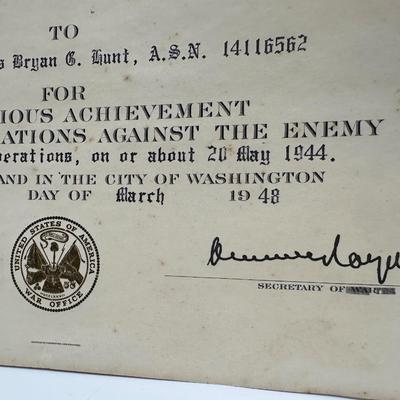 TO
s Bryan G. Hunt, A.S.N. 14116562
FOR
IOUS ACHIEVEMENT
ATIONS AGAINST THE ENEMY
perations, on or about 20 May 1944.
AND IN THE CITY OF WASHINGTON
DAY OF March 1948
UNITED STATES OF AMERICA
WAR OFFICE
SECRETARY OF